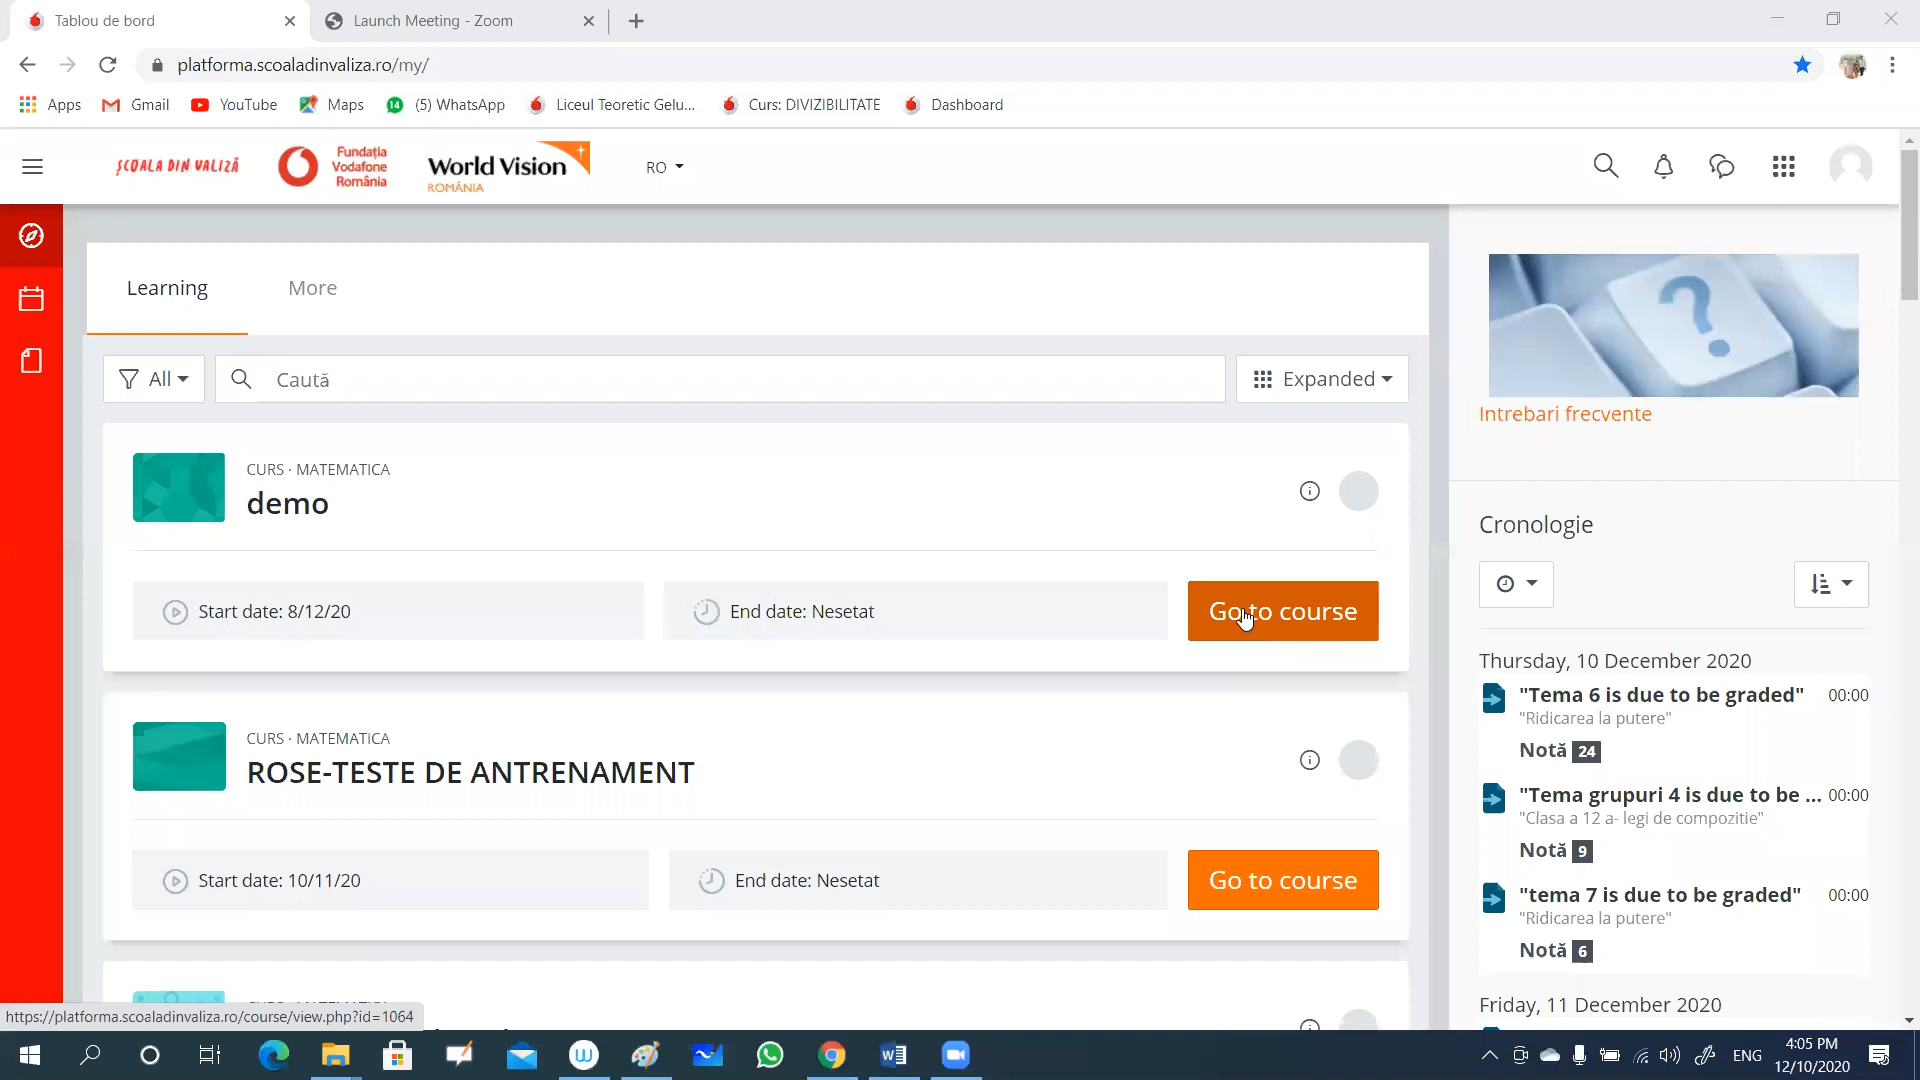 Tablou de bord
Launch Meeting - Zoom
platforma.scoaladinvaliza.ro/my/
Apps
Gmail
YouTube
Maps
14
(5) WhatsApp
Liceul Teoretic Gelu...
Curs: DIVIZIBILITATE
Dashboard
ȘCOALA DIN VALIZĂ
Fundația
Vodafone
România
World Vision
ROMÂNIA
RO
Learning
More
All
Caută
Expanded
CURS · MATEMATICA
demo
Start date: 8/12/20
End date: Nesetat
Go to course
CURS · MATEMATICA
ROSE-TESTE DE ANTRENAMENT
Start date: 10/11/20
End date: Nesetat
Go to course
?
Intrebari frecvente
Cronologie
Thursday, 10 December 2020
"Tema 6 is due to be graded" 00:00
"Ridicarea la putere"
Notă 24
"Tema grupuri 4 is due to be ... 00:00
"Clasa a 12 a- legi de compozitie"
Notă 9
"tema 7 is due to be graded" 00:00
"Ridicarea la putere"
Notă 6
Friday, 11 December 2020
https://platforma.scoaladinvaliza.ro/course/view.php?id=1064
ENG
4:05 PM
12/10/2020